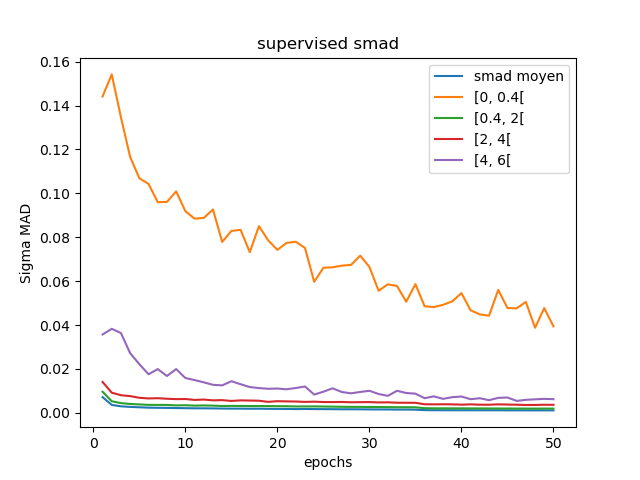 supervised smad
Sigma MAD
0.16
0.14
0.12
0.10
0.08
0.06
0.04
0.02
0.00
smad moyen
[0, 0.4[
[0.4, 2[
[2, 4[
[4, 6[
0 10 20 30 40 50
epochs